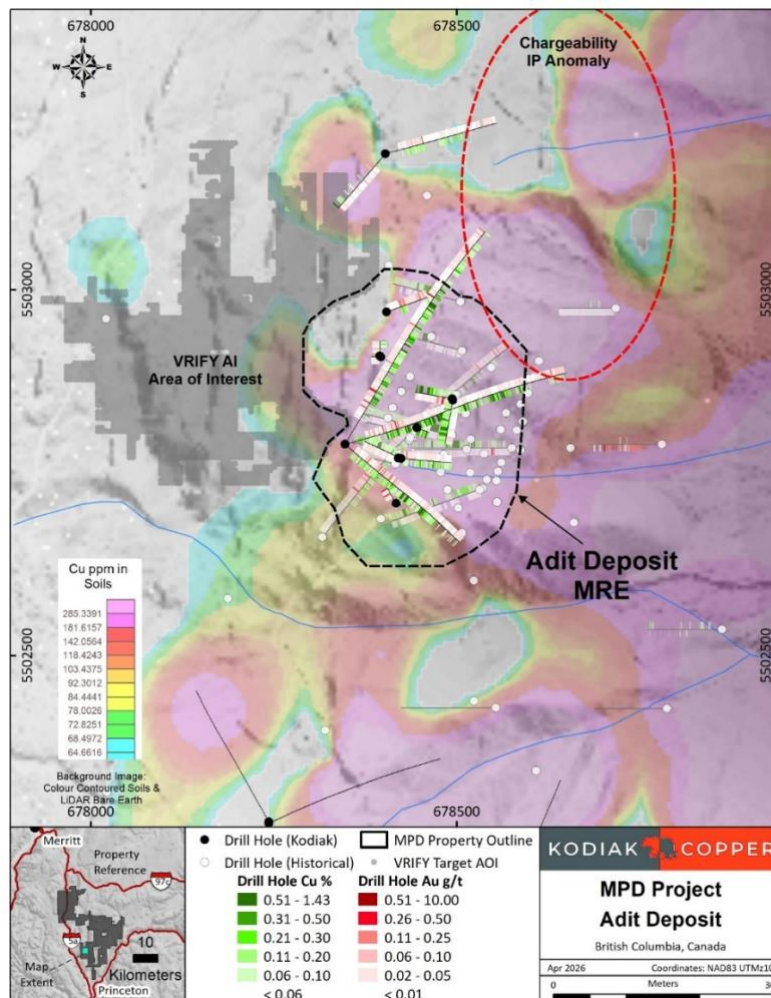 678000
678500
Chargeability
IP Anomaly
N
W
E
S
5503000
5503000
VRIFY AI
Area of Interest
Adit Deposit
MRE
Cu ppm in
Soils
285.3391
181.6157
142.0564
118.4243
103.4375
92.3012
84.4441
78.0026
72.8251
68.4972
64.6616
5502500
5502500
Background Image:
Colour Contoured Soils &
LiDAR Bare Earth
678000
678500
Merritt
Property
Reference
97c
5a
Map
Extent
10
Kilometers
Princeton
Drill Hole (Kodiak)
MPD Property Outline
Drill Hole (Historical)
VRIFY Target AOI
Drill Hole Cu %
Drill Hole Au g/t
0.51 - 1.43
0.51 - 10.00
0.31 - 0.50
0.26 - 0.50
0.21 - 0.30
0.11 - 0.25
0.11 - 0.20
0.06 - 0.10
0.06 - 0.10
0.02 - 0.05
< 0.06
< 0.01
KODIAK COPPER
MPD Project
Adit Deposit
British Columbia, Canada
Apr 2026
Coordinates: NAD83 UTMz10
0
Meters